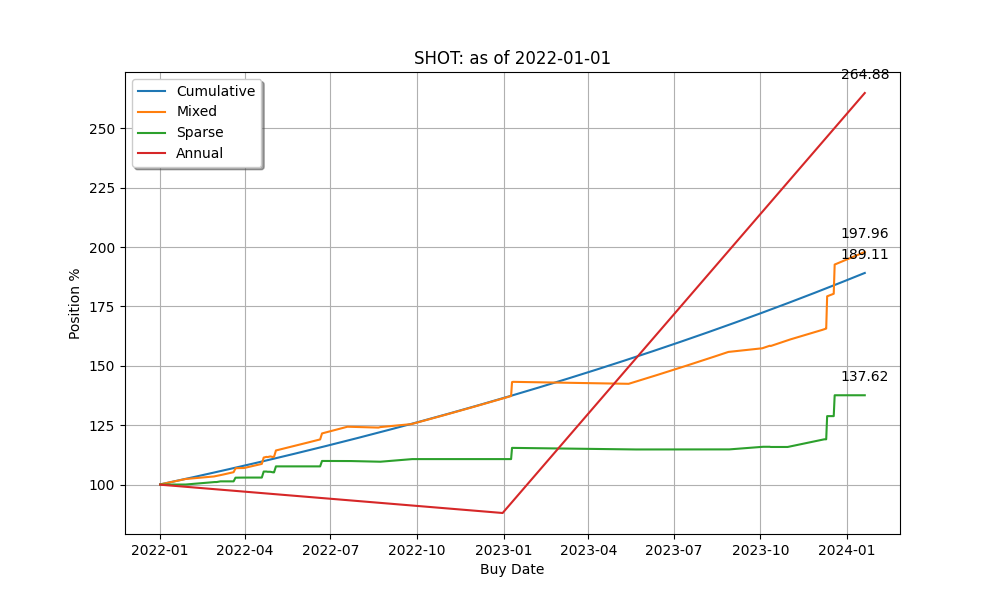 SHOT: as of 2022-01-01
264.88
Cumulative
Mixed
Sparse
Annual
250
225
200
175
150
125
100
197.96
189.11
137.62
Position %
2022-01 2022-04 2022-07 2022-10 2023-01 2023-04 2023-07 2023-10 2024-01
Buy Date